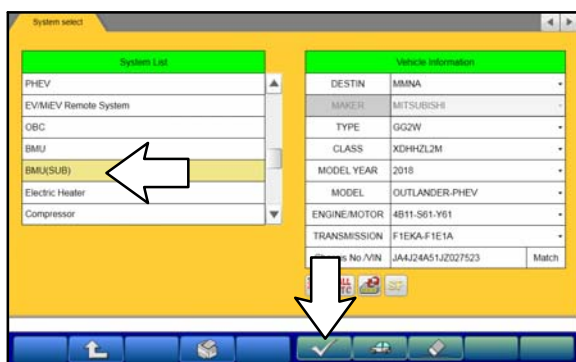 System select
System List
PHEV
EV/MiEV Remote System
OBC
BMU
BMU(SUB)
Electric Heater
Compressor
Vehicle information
DESTIN MMNA
MAKER MITSUBISHI
TYPE GG2W
CLASS XDHHZL2M
MODEL YEAR 2018
MODEL OUTLANDER-PHEV
ENGINE/MOTOR 4B11-S61-Y61
TRANSMISSION F1EKA-F1E1A
No./VIN JA4J24A51JZ027523 Match